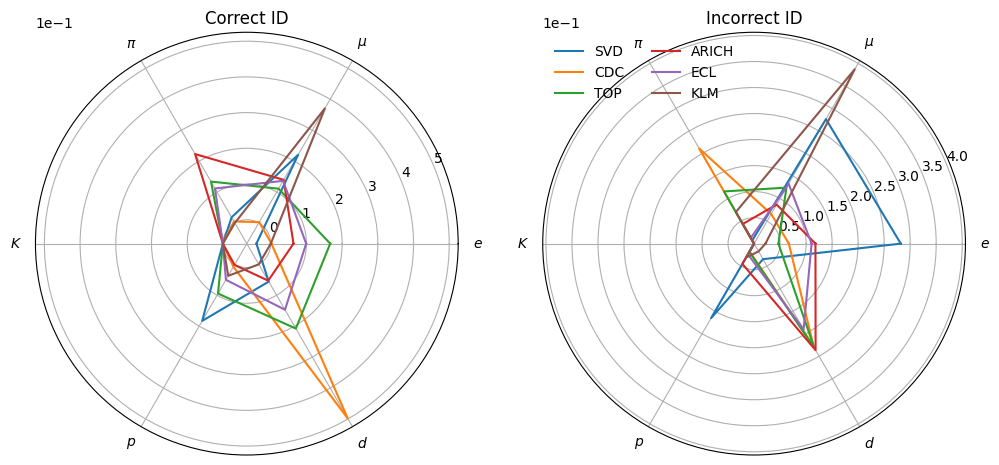 Correct ID
1e−1
e
μ
π
K
p
d
0
1
2
3
4
5
Incorrect ID
1e−1
e
μ
π
K
p
d
0.5
1.0
1.5
2.0
2.5
3.0
3.5
4.0
SVD
CDC
TOP
ARICH
ECL
KLM